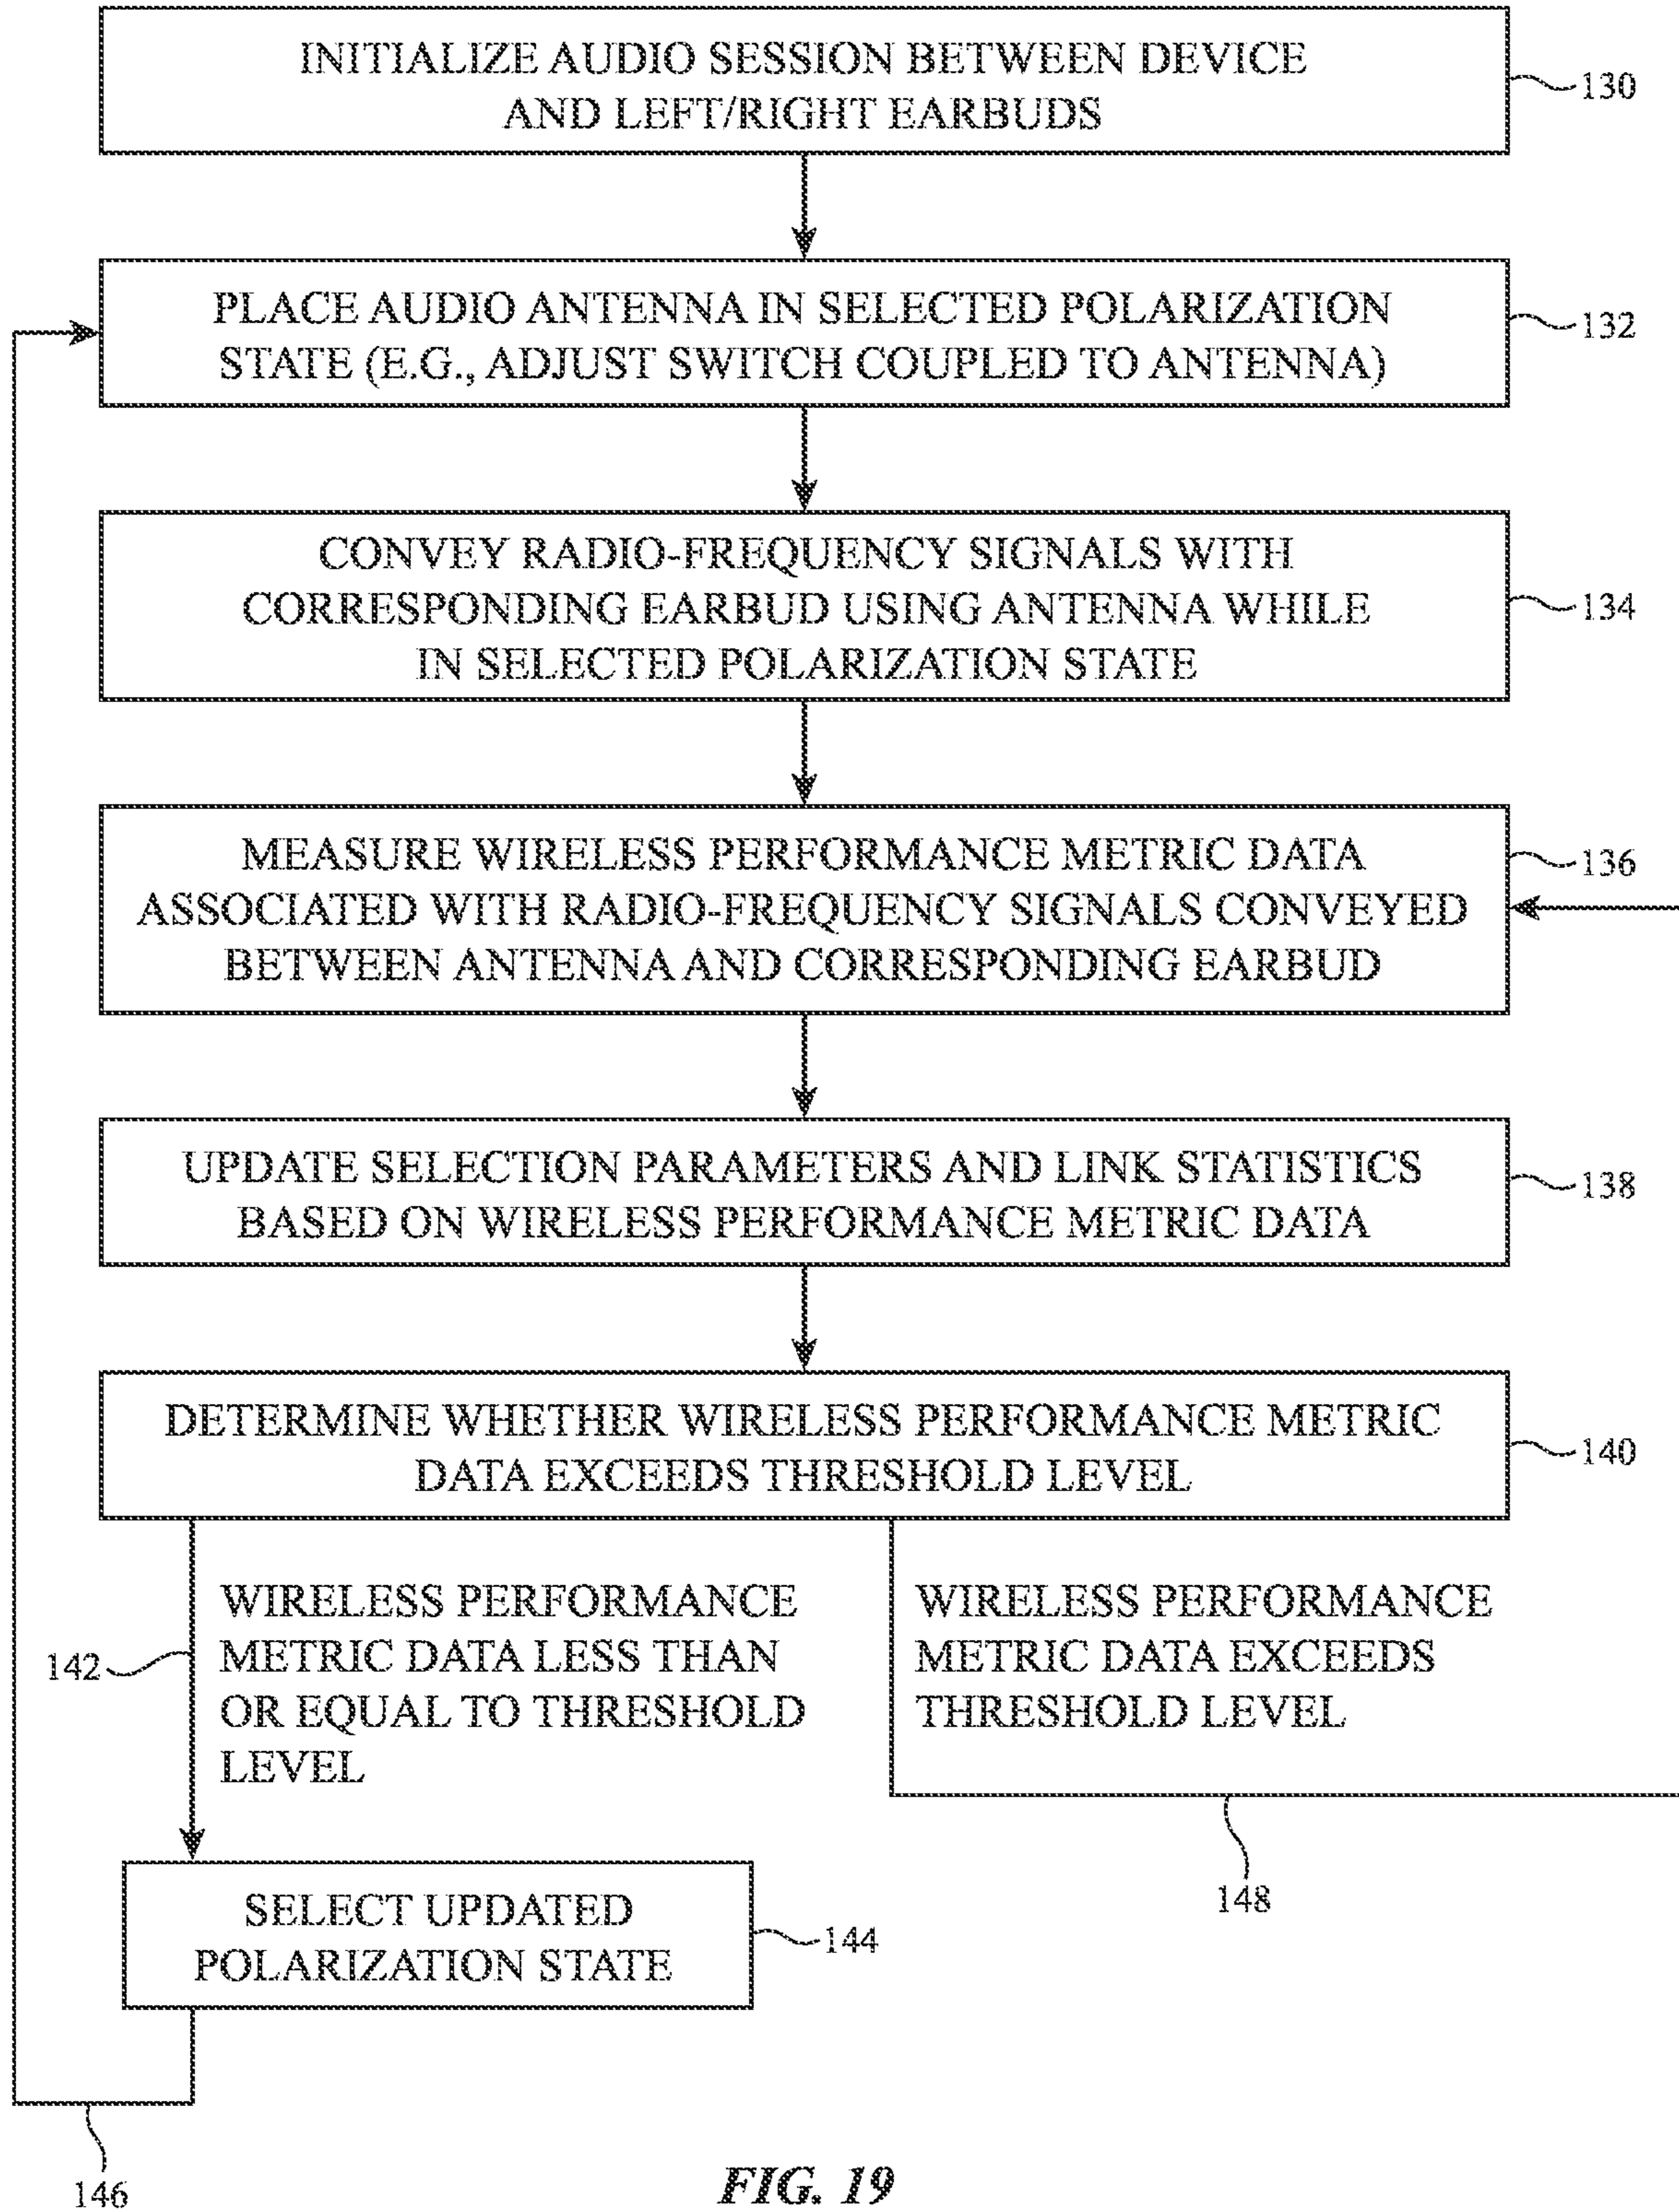 INITIALIZE AUDIO SESSION BETWEEN DEVICE
AND LEFT/RIGHT EARBUDS
130
PLACE AUDIO ANTENNA IN SELECTED POLARIZATION
STATE (E.G., ADJUST SWITCH COUPLED TO ANTENNA)
132
CONVEY RADIO-FREQUENCY SIGNALS WITH
CORRESPONDING EARBUD USING ANTENNA WHILE
IN SELECTED POLARIZATION STATE
134
MEASURE WIRELESS PERFORMANCE METRIC DATA
ASSOCIATED WITH RADIO-FREQUENCY SIGNALS CONVEYED
BETWEEN ANTENNA AND CORRESPONDING EARBUD
136
UPDATE SELECTION PARAMETERS AND LINK STATISTICS
BASED ON WIRELESS PERFORMANCE METRIC DATA
138
DETERMINE WHETHER WIRELESS PERFORMANCE METRIC
DATA EXCEEDS THRESHOLD LEVEL
140
WIRELESS PERFORMANCE
METRIC DATA LESS THAN
OR EQUAL TO THRESHOLD
LEVEL
142
WIRELESS PERFORMANCE
METRIC DATA EXCEEDS
THRESHOLD LEVEL
148
SELECT UPDATED
POLARIZATION STATE
144
146
FIG. 19